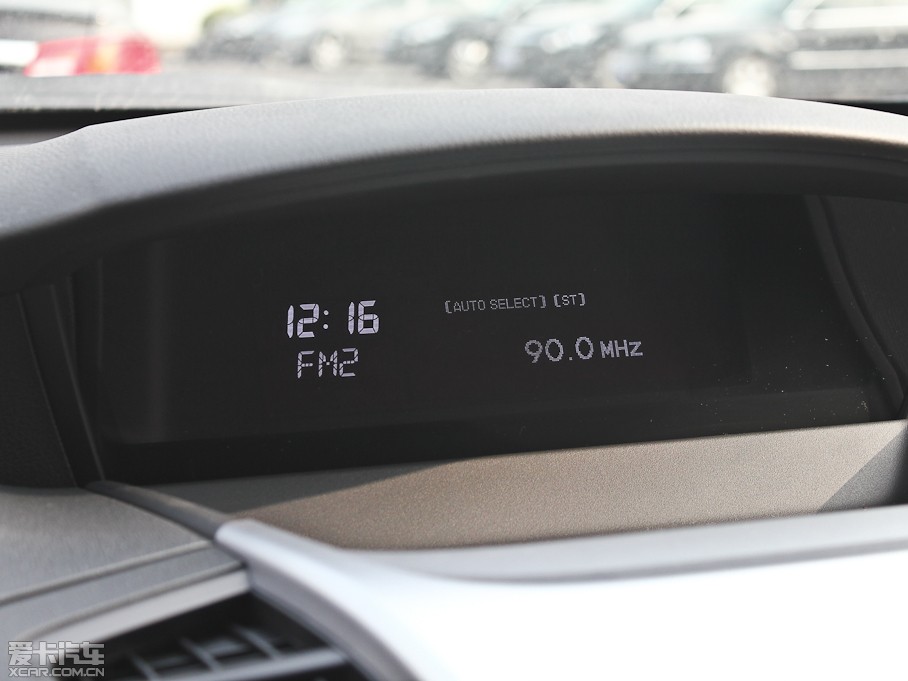 12:16
[AUTO SELECT] [ST]
FM2
90.0 MHz
爱卡汽车
XCAR.COM.CN